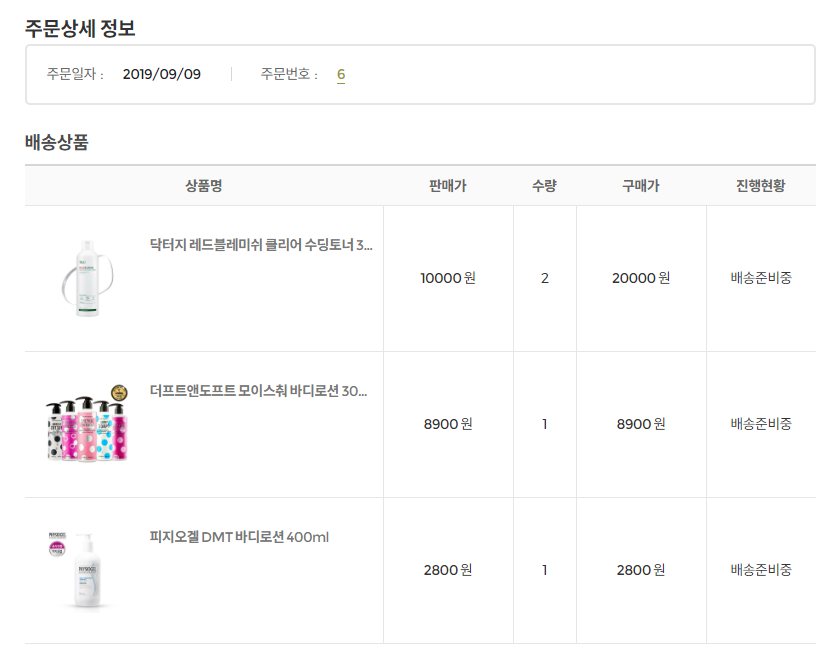 주문상세 정보
주문일자 : 2019/09/09 주문번호 : 6
배송상품
상품명 판매가 수량 구매가 진행현황
닥터지 레드블레미쉬 클리어 수딩토너 3...
10000 원 2 20000 원 배송준비중
더프트앤도프트 모이스춰 바디로션 30...
8900 원 1 8900 원 배송준비중
피지오겔 DMT 바디로션 400ml
2800 원 1 2800 원 배송준비중